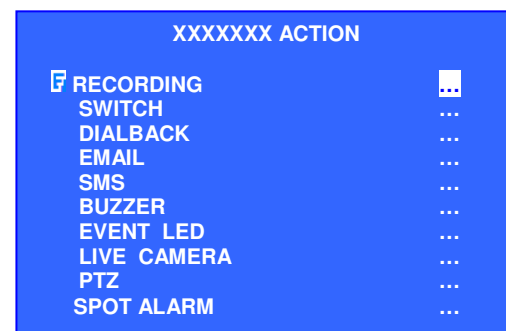 XXXXXXX ACTION
F RECORDING ...
SWITCH ...
DIALBACK ...
EMAIL ...
SMS ...
BUZZER ...
EVENT LED ...
LIVE CAMERA ...
PTZ ...
SPOT ALARM ...